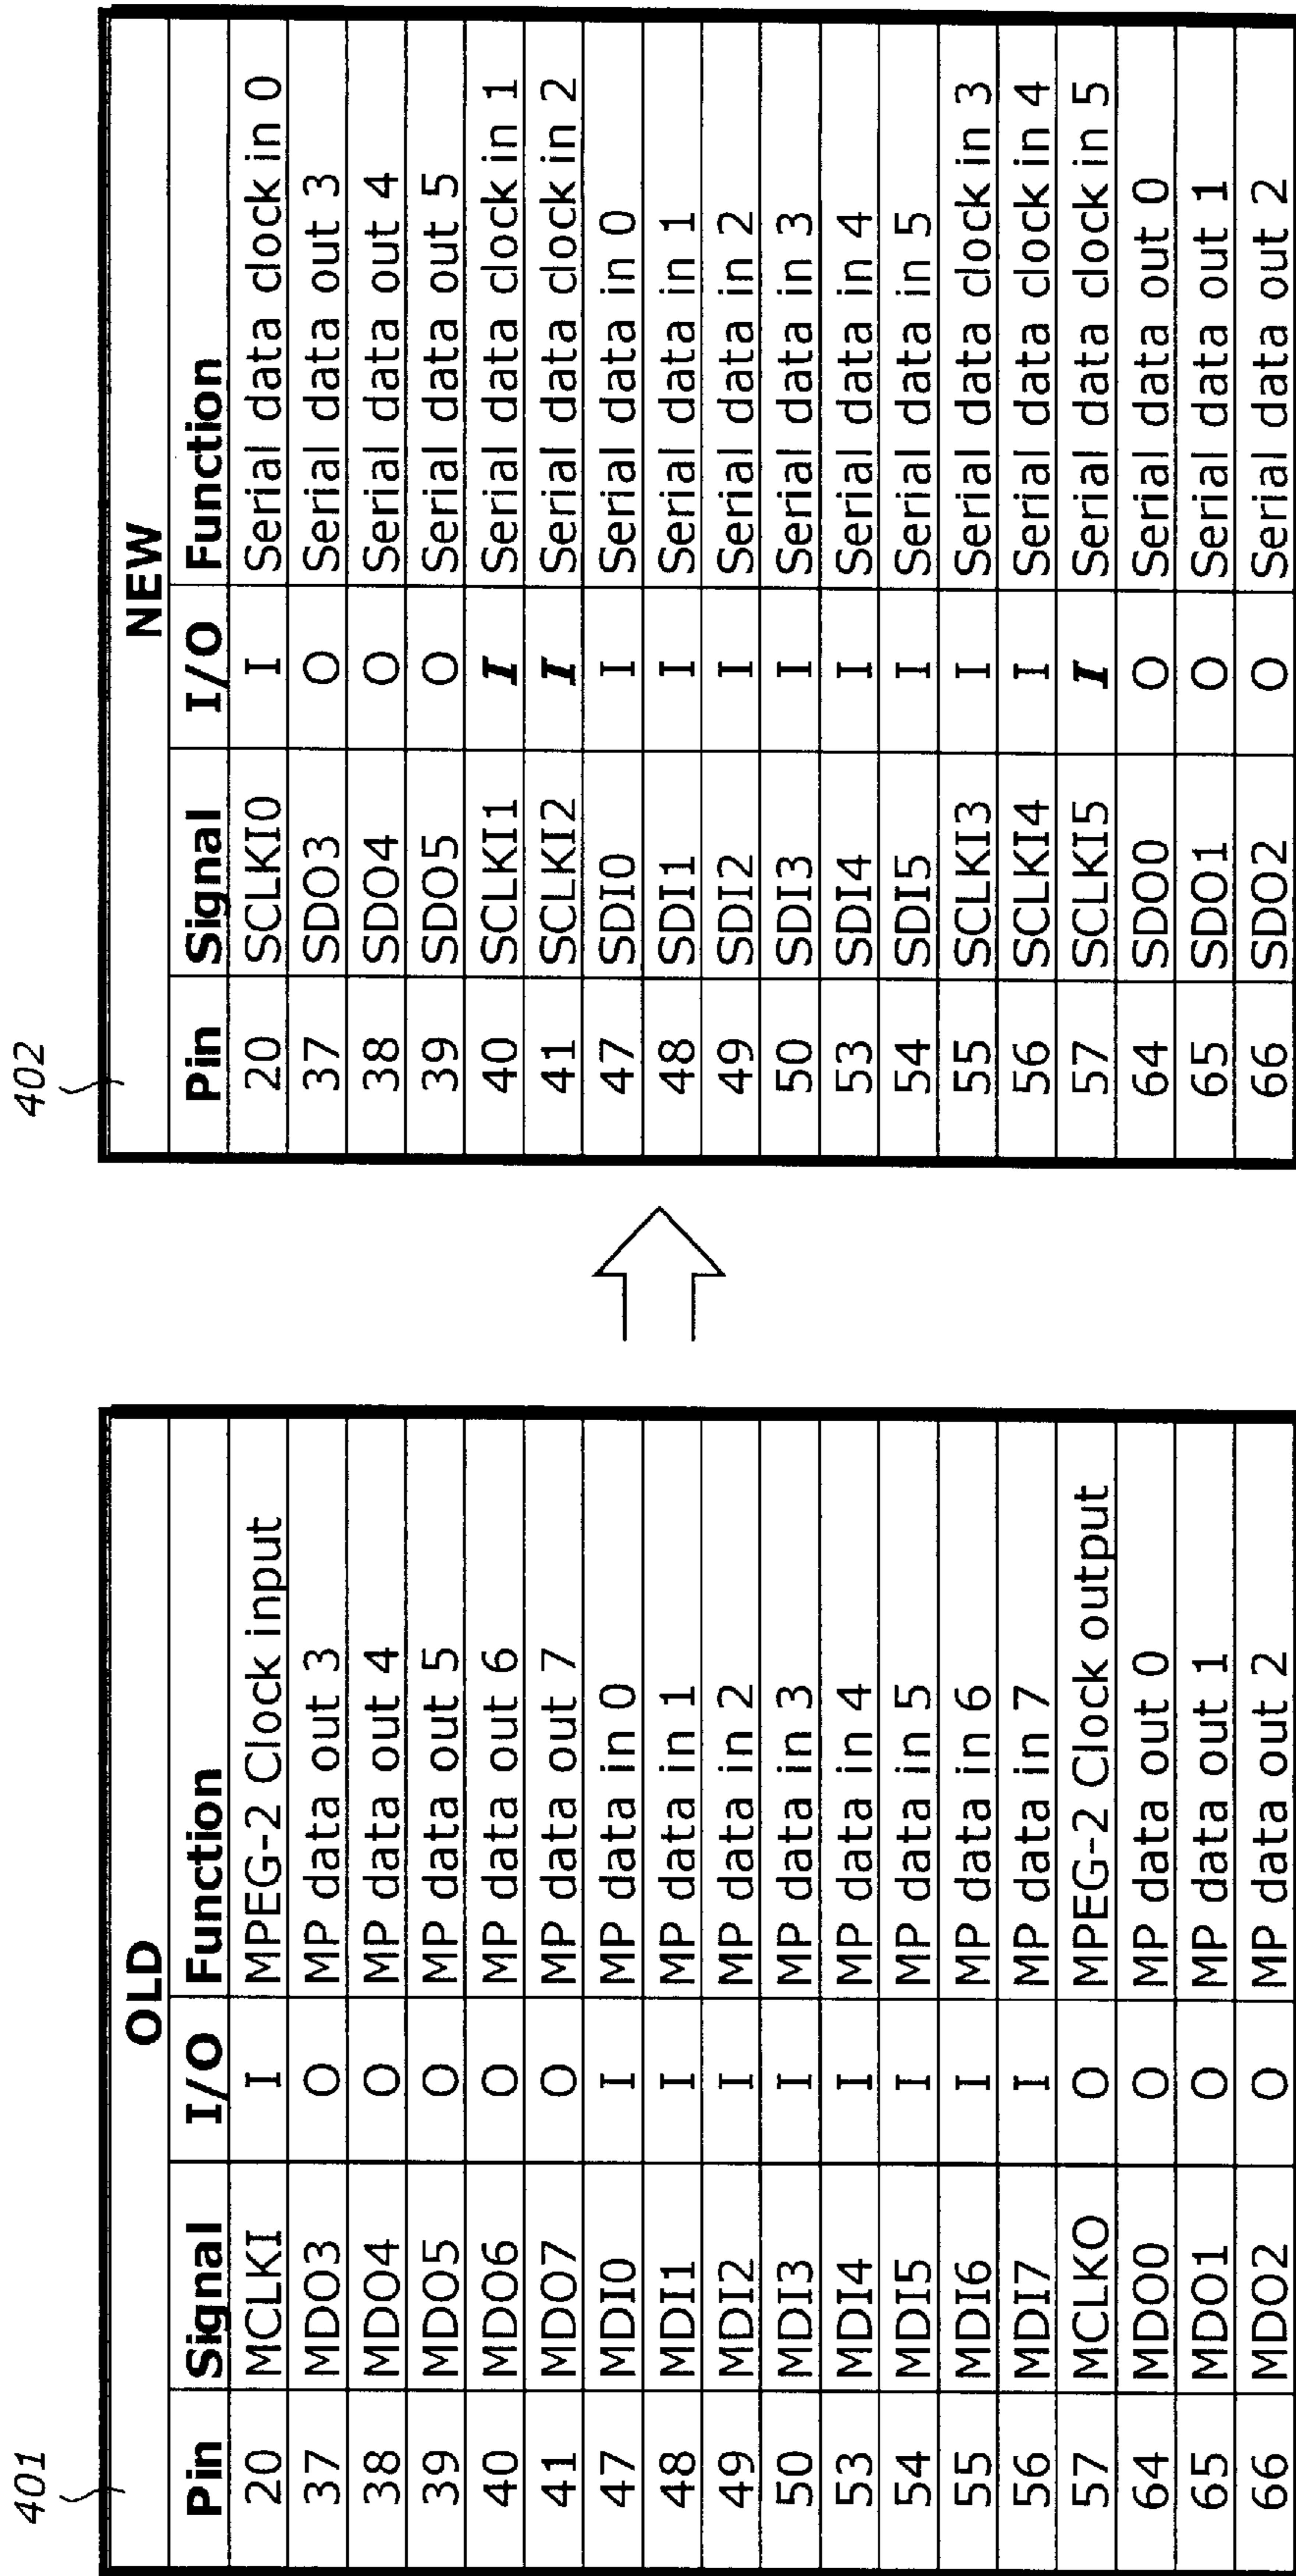 401
OLD
Pin Signal I/O Function
20 MCLKI I MPEG-2 Clock input
37 MDO3 O MP data out 3
38 MDO4 O MP data out 4
39 MDO5 O MP data out 5
40 MDO6 O MP data out 6
41 MDO7 O MP data out 7
47 MDI0 I MP data in 0
48 MDI1 I MP data in 1
49 MDI2 I MP data in 2
50 MDI3 I MP data in 3
53 MDI4 I MP data in 4
54 MDI5 I MP data in 5
55 MDI6 I MP data in 6
56 MDI7 I MP data in 7
57 MCLKO O MPEG-2 Clock output
64 MDO0 O MP data out 0
65 MDO1 O MP data out 1
66 MDO2 O MP data out 2
402
NEW
Pin Signal I/O Function
20 SCLKI0 I Serial data clock in 0
37 SDO3 O Serial data out 3
38 SDO4 O Serial data out 4
39 SDO5 O Serial data out 5
40 SCLKI1 I Serial data clock in 1
41 SCLKI2 I Serial data clock in 2
47 SDI0 I Serial data in 0
48 SDI1 I Serial data in 1
49 SDI2 I Serial data in 2
50 SDI3 I Serial data in 3
53 SDI4 I Serial data in 4
54 SDI5 I Serial data in 5
55 SCLKI3 I Serial data clock in 3
56 SCLKI4 I Serial data clock in 4
57 SCLKI5 I Serial data clock in 5
64 SDO0 O Serial data out 0
65 SDO1 O Serial data out 1
66 SDO2 O Serial data out 2